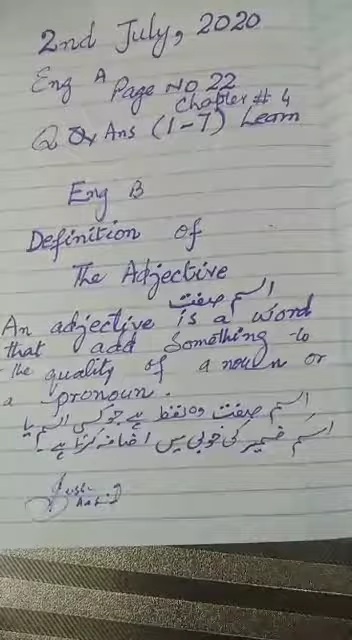 2nd July, 2020
Eng A Page No 22
Chapter # 4
Q & Ans (1-7) Learn
Eng B
Definition of
The Adjective
اسم صفت
An adjective is a word
that add something to
the quality of a noun or
a pronoun.
اسم صفت وہ لفظ ہے جو کسی اسم یا
اسم ضمیر کی خوبی میں اضافہ کرتا ہے۔